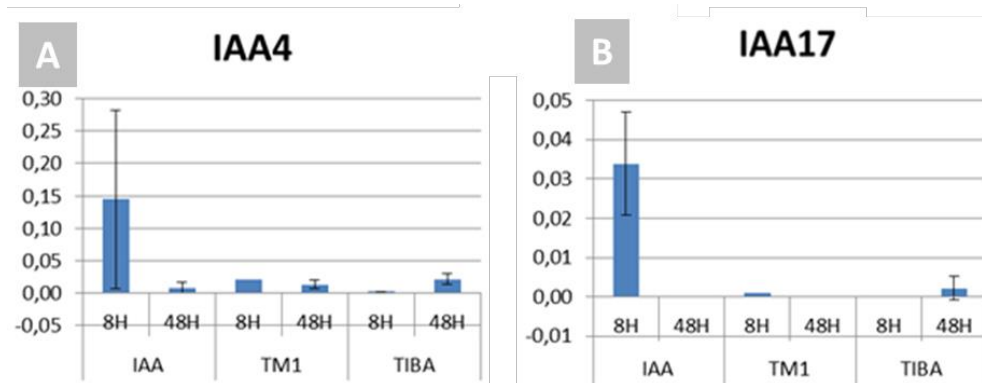 A
IAA4
0,30
0,25
0,20
0,15
0,10
0,05
0,00
-0,05
8H 48H 8H 48H 8H 48H
IAA TM1 TIBA
B
IAA17
0,05
0,04
0,03
0,02
0,01
0,00
-0,01
8H 48H 8H 48H 8H 48H
IAA TM1 TIBA